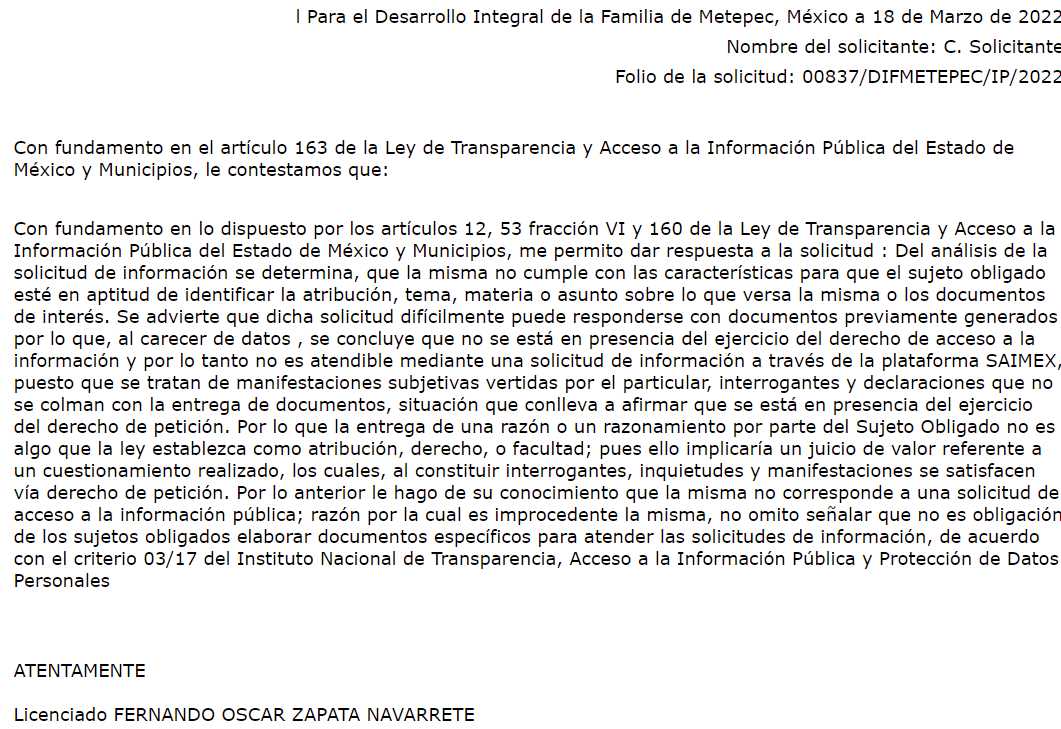 l Para el Desarrollo Integral de la Familia de Metepec, México a 18 de Marzo de 2022
Nombre del solicitante: C. Solicitante
Folio de la solicitud: 00837/DIFMETEPEC/IP/2022
Con fundamento en el artículo 163 de la Ley de Transparencia y Acceso a la Información Pública del Estado de
México y Municipios, le contestamos que:
Con fundamento en lo dispuesto por los artículos 12, 53 fracción VI y 160 de la Ley de Transparencia y Acceso a la
Información Pública del Estado de México y Municipios, me permito dar respuesta a la solicitud : Del análisis de la
solicitud de información se determina, que la misma no cumple con las características para que el sujeto obligado
esté en aptitud de identificar la atribución, tema, materia o asunto sobre lo que versa la misma o los documentos
de interés. Se advierte que dicha solicitud difícilmente puede responderse con documentos previamente generados
por lo que, al carecer de datos , se concluye que no se está en presencia del ejercicio del derecho de acceso a la
información y por lo tanto no es atendible mediante una solicitud de información a través de la plataforma SAIMEX,
puesto que se tratan de manifestaciones subjetivas vertidas por el particular, interrogantes y declaraciones que no
se colman con la entrega de documentos, situación que conlleva a afirmar que se está en presencia del ejercicio
del derecho de petición. Por lo que la entrega de una razón o un razonamiento por parte del Sujeto Obligado no es
algo que la ley establezca como atribución, derecho, o facultad; pues ello implicaría un juicio de valor referente a
un cuestionamiento realizado, los cuales, al constituir interrogantes, inquietudes y manifestaciones se satisfacen
vía derecho de petición. Por lo anterior le hago de su conocimiento que la misma no corresponde a una solicitud de
acceso a la información pública; razón por la cual es improcedente la misma, no omito señalar que no es obligación
de los sujetos obligados elaborar documentos específicos para atender las solicitudes de información, de acuerdo
con el criterio 03/17 del Instituto Nacional de Transparencia, Acceso a la Información Pública y Protección de Datos
Personales
ATENTAMENTE
Licenciado FERNANDO OSCAR ZAPATA NAVARRETE